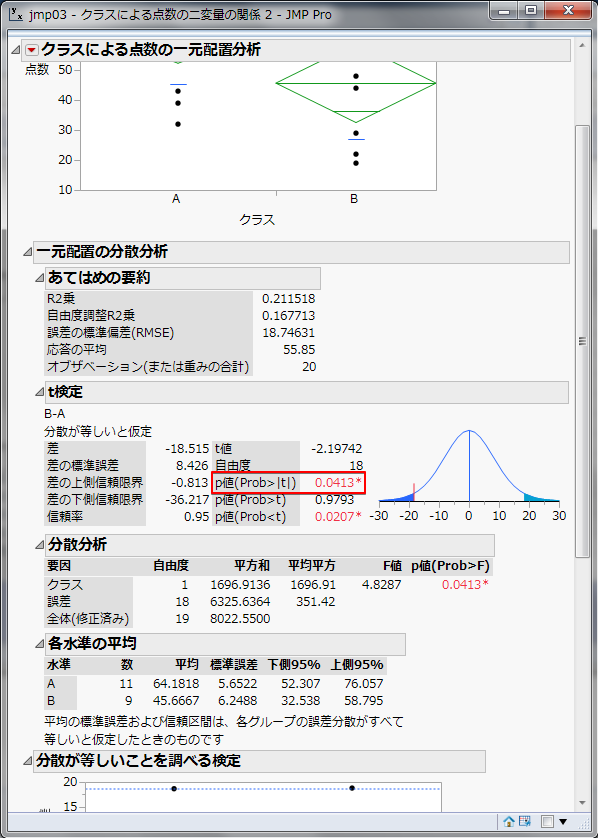 jmp03 - クラスによる点数の二変量の関係 2 - JMP Pro
クラスによる点数の一元配置分析
点数
50
40
30
20
10
A B
クラス
一元配置の分散分析
あてはめの要約
R2乗 0.211518
自由度調整R2乗 0.167713
誤差の標準偏差(RMSE) 18.74631
応答の平均 55.85
オブザベーション(または重みの合計) 20
t検定
B-A
分散が等しいと仮定
差 -18.515 t値 -2.19742
差の標準誤差 8.426 自由度 18
差の上側信頼限界 -0.813 p値(Prob>|t|) 0.0413*
差の下側信頼限界 -36.217 p値(Prob>t) 0.9793
信頼率 0.95 p値(Prob<t) 0.0207*
-30 -20 -10 0 10 20 30
分散分析
要因 自由度 平方和 平均平方 F値 p値(Prob>F)
クラス 1 1696.9136 1696.91 4.8287 0.0413*
誤差 18 6325.6364 351.42
全体(修正済み) 19 8022.5500
各水準の平均
水準 数 平均 標準誤差 下側95% 上側95%
A 11 64.1818 5.6522 52.307 76.057
B 9 45.6667 6.2488 32.538 58.795
平均の標準誤差および信頼区間は、各グループの誤差分散がすべて
等しいと仮定したときのものです
分散が等しいことを調べる検定
20
15